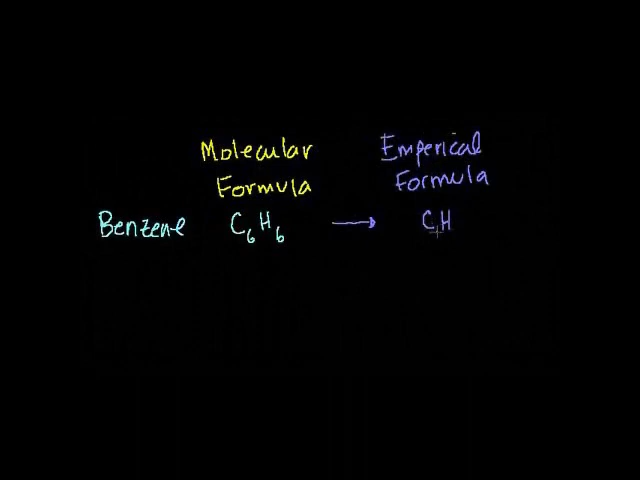 Molecular Emperical
Formula Formula
Benzene C₆H₆ → CH